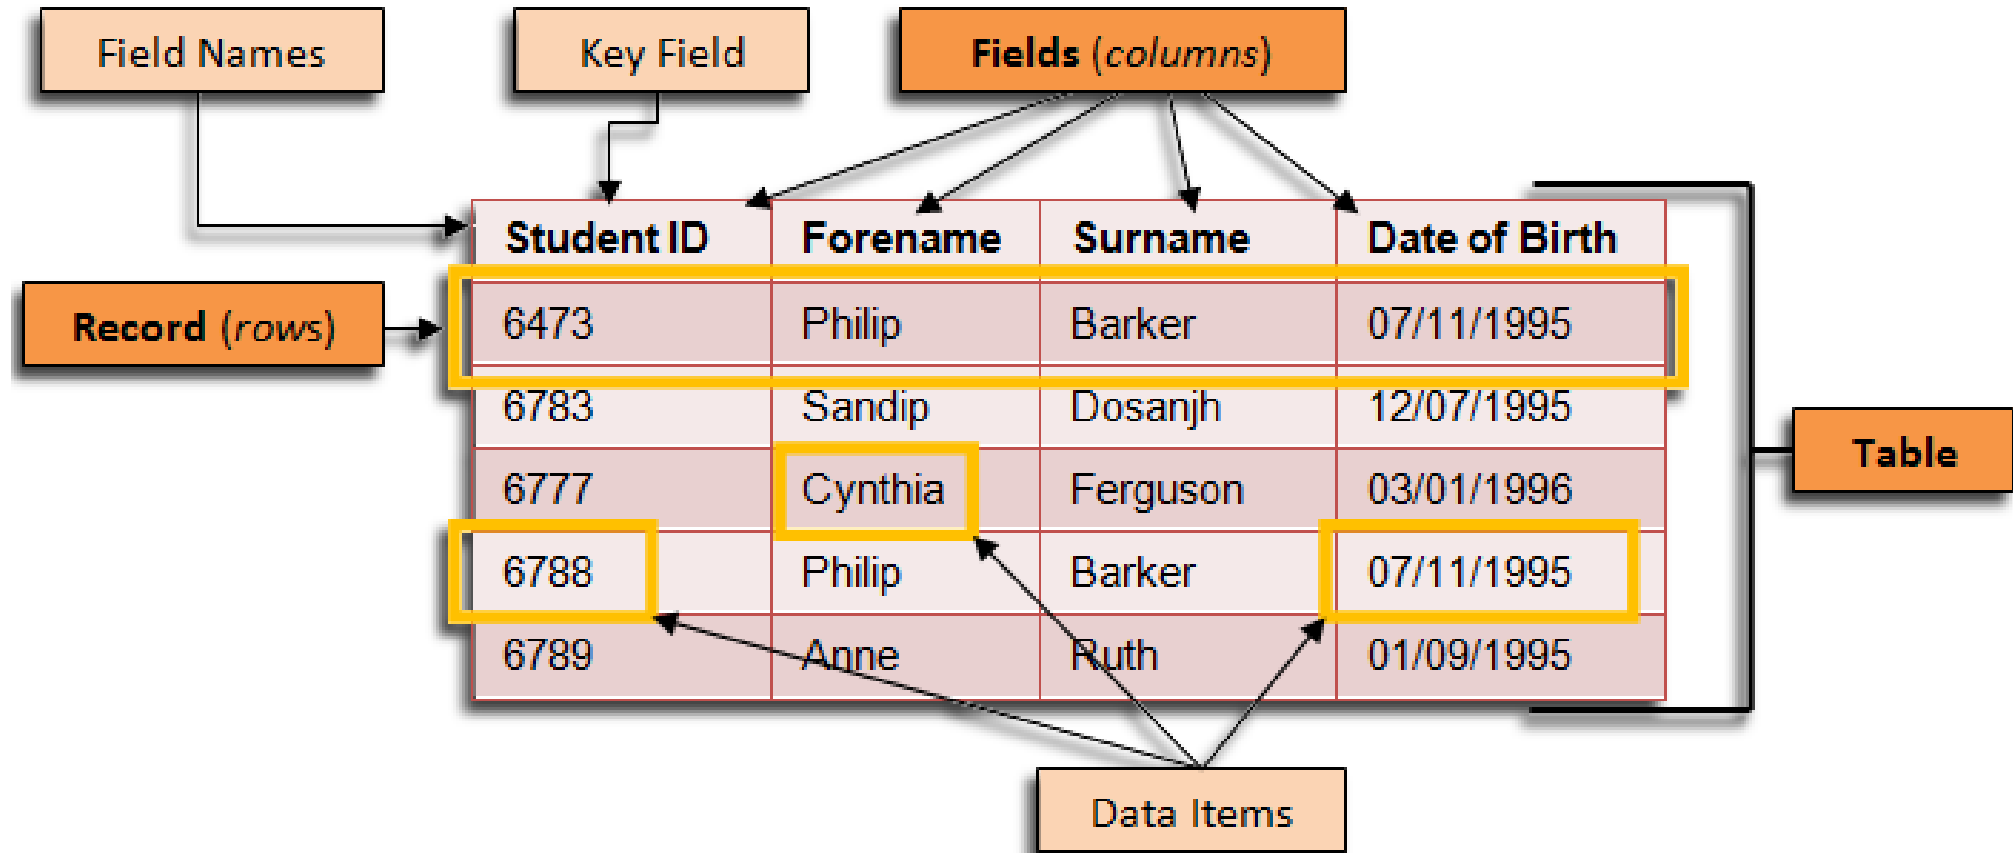 Field Names
Key Field
Fields (columns)
Student ID Forename Surname Date of Birth
Record (rows)
6473 Philip Barker 07/11/1995
6783 Sandip Dosanjh 12/07/1995
Table
6777 Cynthia Ferguson 03/01/1996
6788 Philip Barker 07/11/1995
6789 Anne Ruth 01/09/1995
Data Items